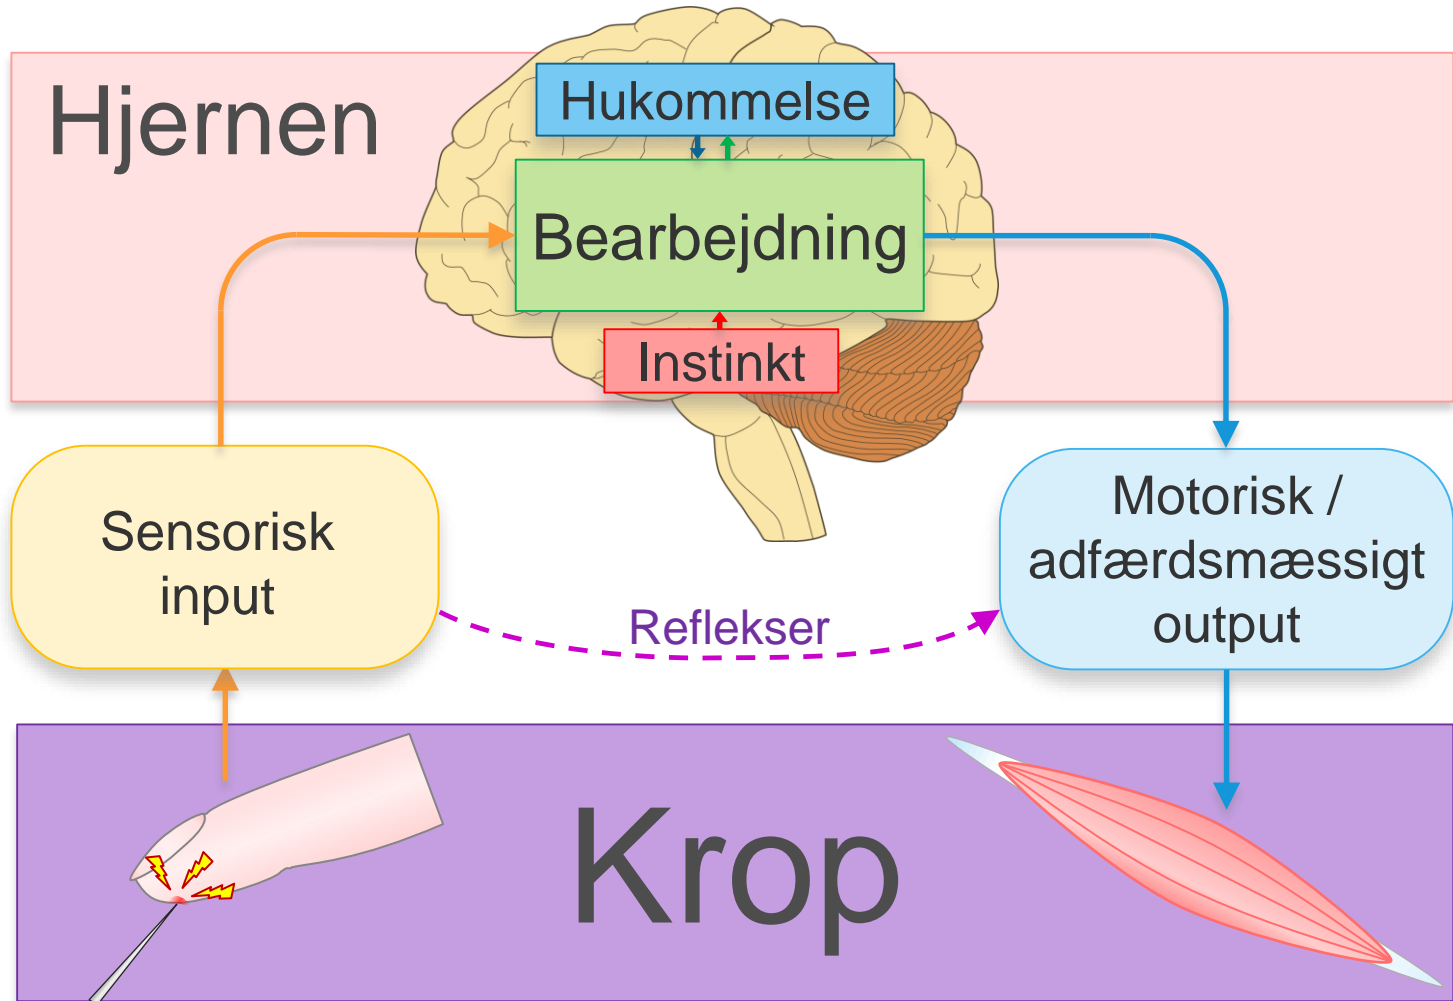 Hjernen
Hukommelse
Bearbejdning
Instinkt
Sensorisk
input
Motorisk /
adfærdsmæssigt
output
Reflekser
Krop